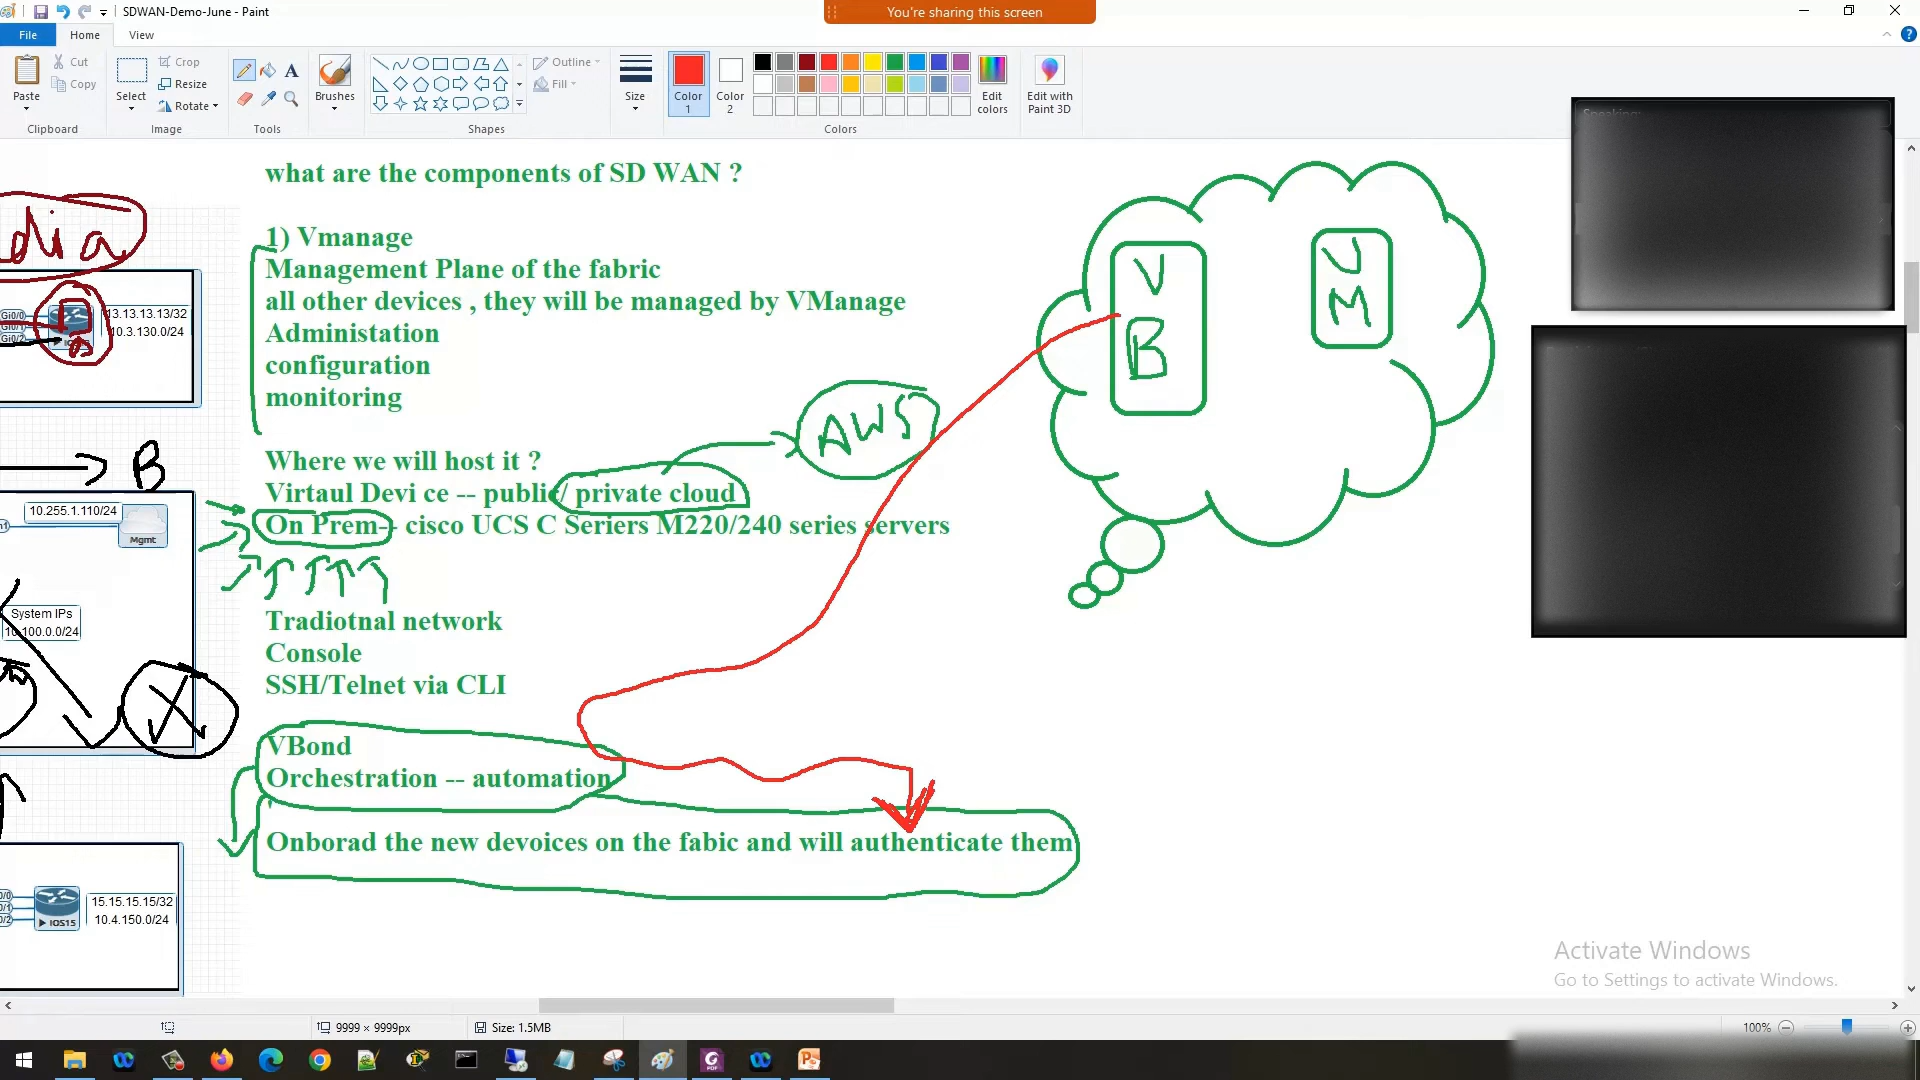 SDWAN-Demo-June - Paint
You're sharing this screen
File
Home
View
Paste
Cut
Copy
Clipboard
Select
Crop
Resize
Rotate
Image
Tools
Brushes
Shapes
Outline
Fill
Size
Color 1
Color 2
Edit colors
Colors
Edit with Paint 3D
what are the components of SD WAN ?
1) Vmanage
Management Plane of the fabric
all other devices , they will be managed by VManage
Administation
configuration
monitoring
Where we will host it ?
Virtaul Devi ce -- public/ private cloud
On Prem-- cisco UCS C Seriers M220/240 series servers
Tradiotnal network
Console
SSH/Telnet via CLI
VBond
Orchestration -- automation
Onborad the new devoices on the fabic and will authenticate them
AWS
V
B
V
M
dia
Gi0/0
Gi0/1
Gi0/2
13.13.13.13/32
10.3.130.0/24
B
10.255.1.110/24
Mgmt
System IPs
10.100.0.0/24
IOS15
15.15.15.15/32
10.4.150.0/24
Activate Windows
Go to Settings to activate Windows.
9999 × 9999px
Size: 1.5MB
100%